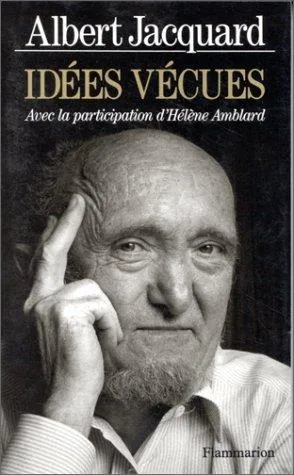 Albert Jacquard
IDÉES VÉCUES
Avec la participation d'Hélène Amblard
Flammarion